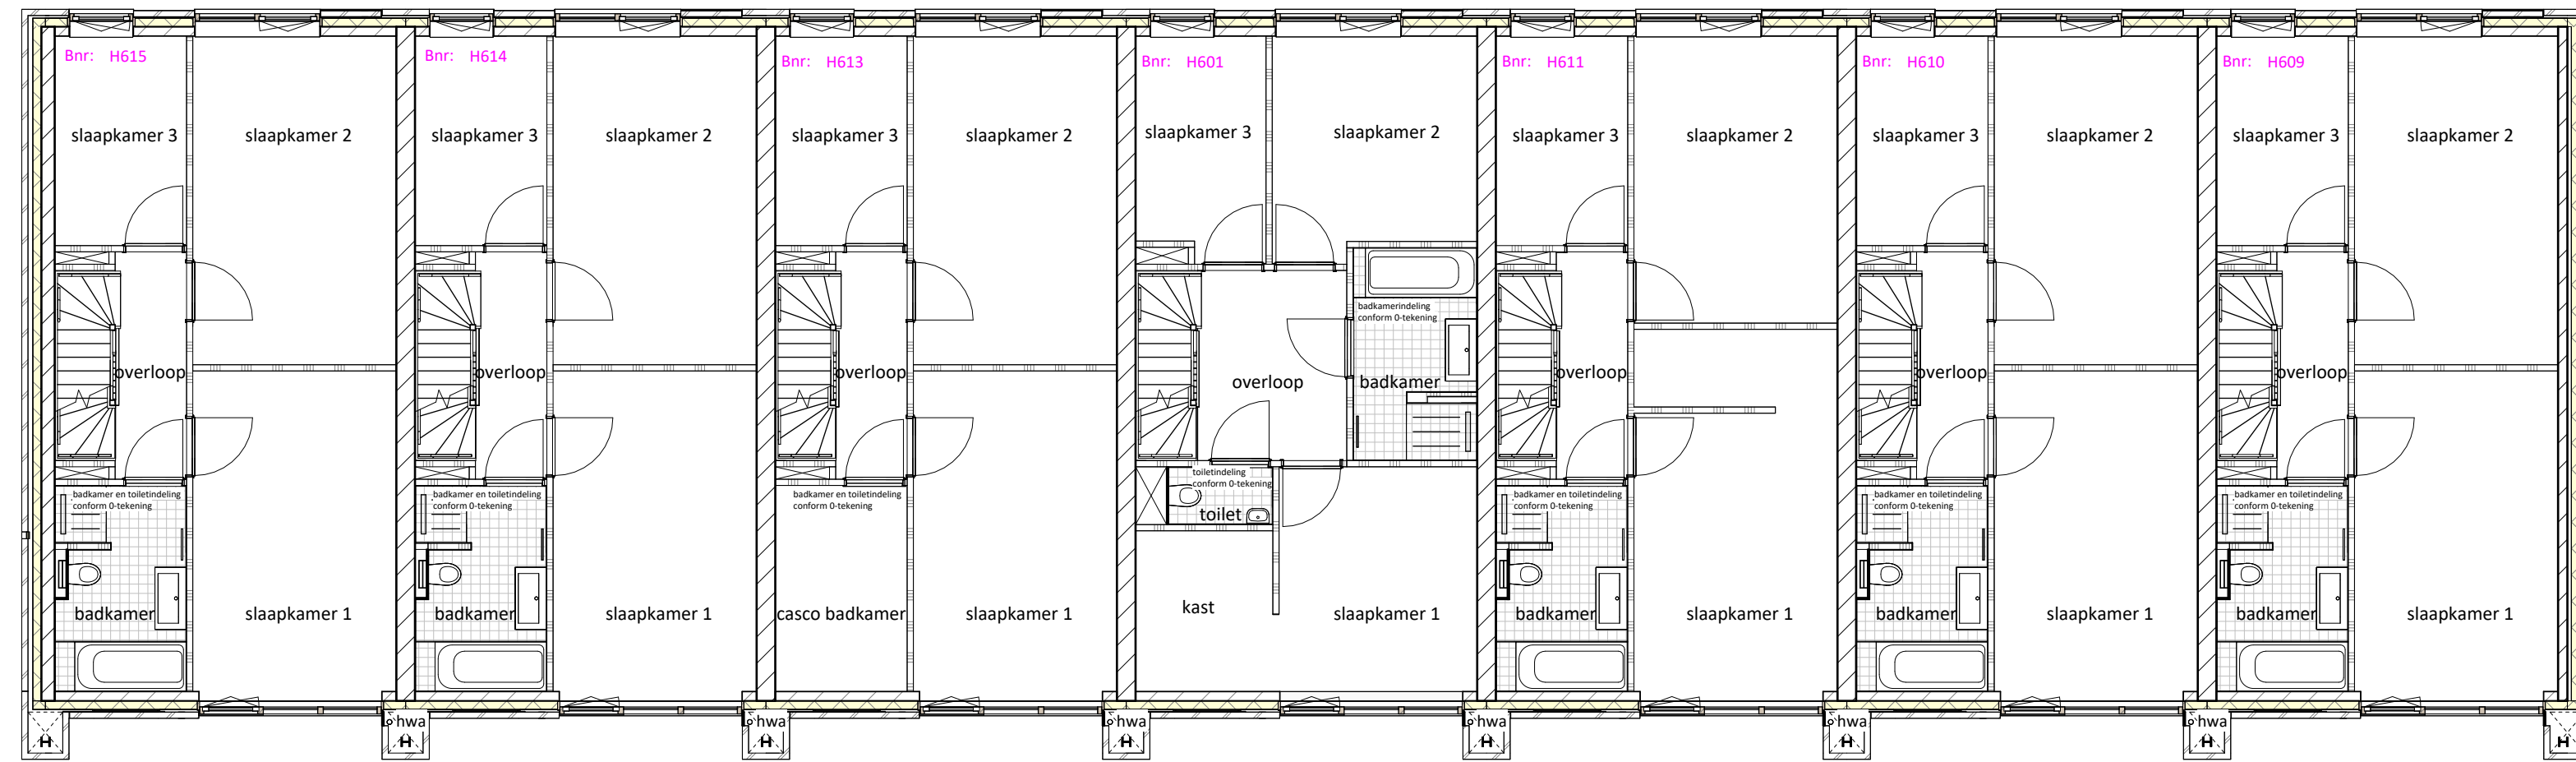 Bnr: H615
slaapkamer 3
slaapkamer 2
overloop
badkamer en toiletindeling
conform 0-tekening
badkamer
slaapkamer 1
Bnr: H614
slaapkamer 3
slaapkamer 2
overloop
badkamer en toiletindeling
conform 0-tekening
badkamer
slaapkamer 1
Bnr: H613
slaapkamer 3
slaapkamer 2
overloop
badkamer en toiletindeling
conform 0-tekening
casco badkamer
slaapkamer 1
Bnr: H601
slaapkamer 3
slaapkamer 2
badkamerindeling
conform 0-tekening
overloop
badkamer
toiletindeling
conform 0-tekening
toilet
kast
slaapkamer 1
Bnr: H611
slaapkamer 3
slaapkamer 2
overloop
badkamer en toiletindeling
conform 0-tekening
badkamer
slaapkamer 1
Bnr: H610
slaapkamer 3
slaapkamer 2
overloop
badkamer en toiletindeling
conform 0-tekening
badkamer
slaapkamer 1
Bnr: H609
slaapkamer 3
slaapkamer 2
overloop
badkamer en toiletindeling
conform 0-tekening
badkamer
slaapkamer 1
hwa
hwa
hwa
hwa
hwa
hwa
H
H
H
H
H
H
H
H